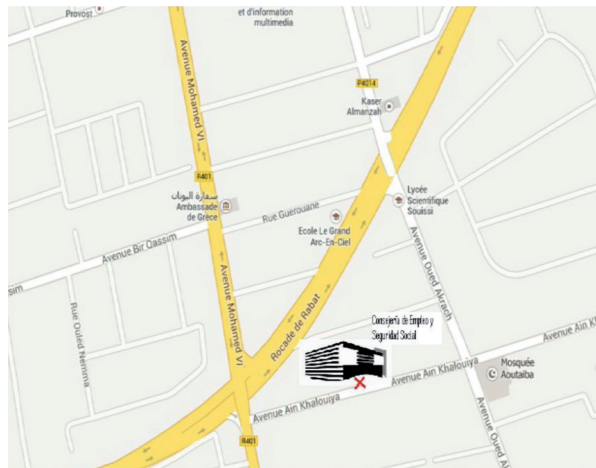 Provost
et d'information
multimedia
Avenue Mohamed VI
P4014
Kaser
Almanzah
R401
سفارة اليونان
Ambassade
de Grèce
Rue Guerouane
Lycée
Scientifique
Souissi
Ecole Le Grand
Arc-En-Ciel
Avenue Bir Qassim
sim
Rue Ouled Nemma
Avenue Mohamed VI
Rocade de Rabat
Avenue Oued Akrach
Consejería de Empleo y
Seguridad Social
Avenue Ain Khalouiya
Avenue Ain Khalouiya
Avenue Ain
Mosquée
Aoutaiba
R401
Avenue Oued A